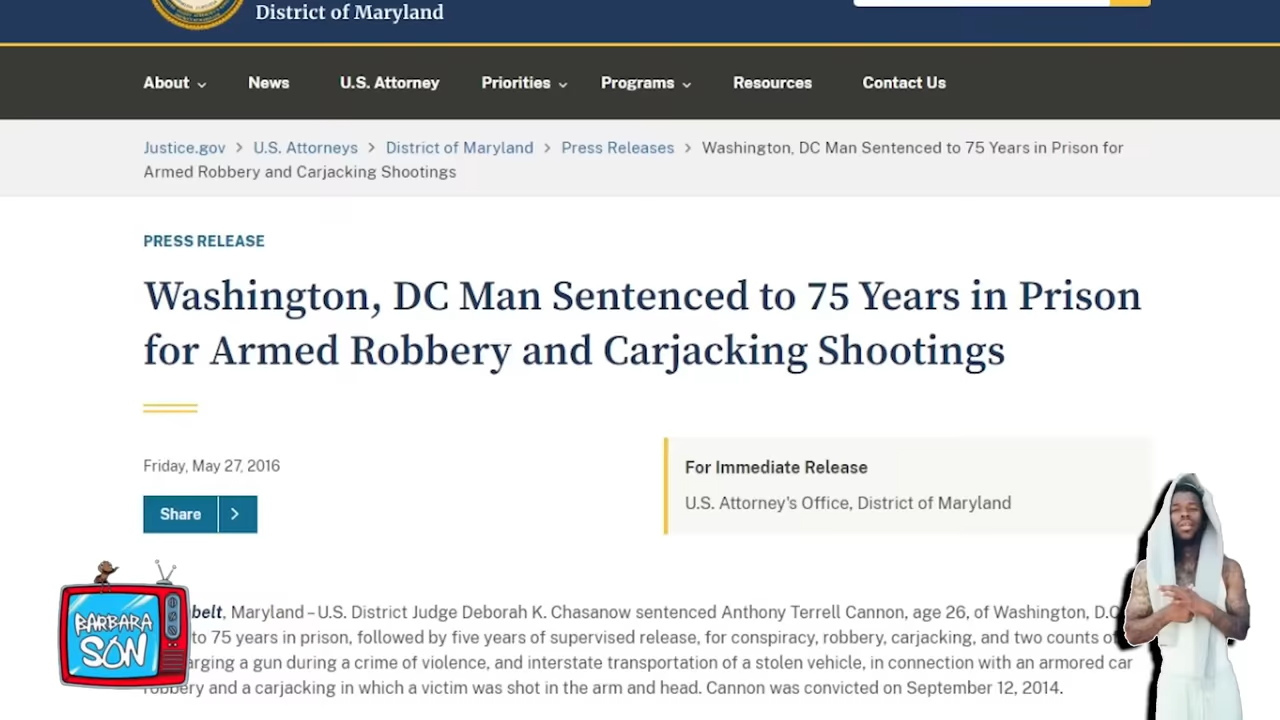 District of Maryland
About News U.S. Attorney Priorities Programs Resources Contact Us
Justice.gov > U.S. Attorneys > District of Maryland > Press Releases > Washington, DC Man Sentenced to 75 Years in Prison for
Armed Robbery and Carjacking Shootings
PRESS RELEASE
Washington, DC Man Sentenced to 75 Years in Prison
for Armed Robbery and Carjacking Shootings
Friday, May 27, 2016
Share >
For Immediate Release
U.S. Attorney's Office, District of Maryland
belt, Maryland – U.S. District Judge Deborah K. Chasanow sentenced Anthony Terrell Cannon, age 26, of Washington, D.C
to 75 years in prison, followed by five years of supervised release, for conspiracy, robbery, carjacking, and two counts of
arging a gun during a crime of violence, and interstate transportation of a stolen vehicle, in connection with an armored car
robbery and a carjacking in which a victim was shot in the arm and head. Cannon was convicted on September 12, 2014.
BARBARA
SON